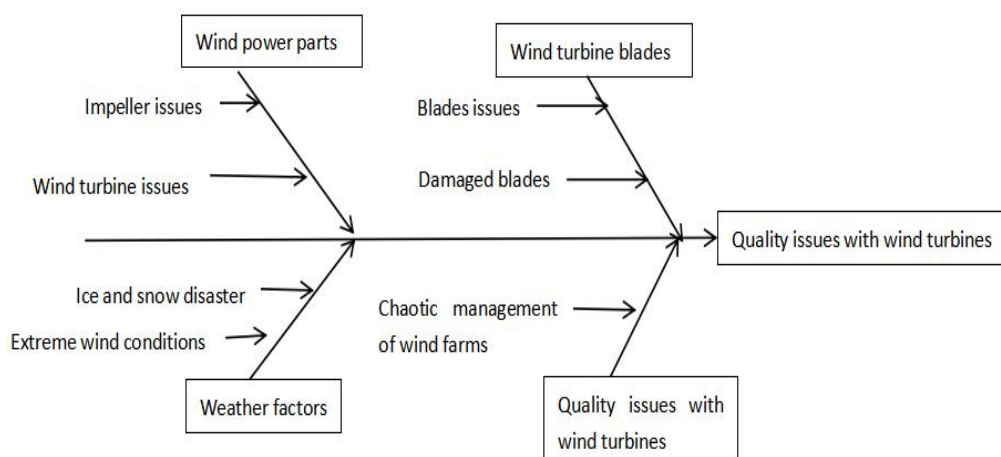 Wind power parts
Wind turbine blades
Impeller issues
Blades issues
Wind turbine issues
Damaged blades
Quality issues with wind turbines
Ice and snow disaster
Chaotic management
of wind farms
Extreme wind conditions
Weather factors
Quality issues with
wind turbines